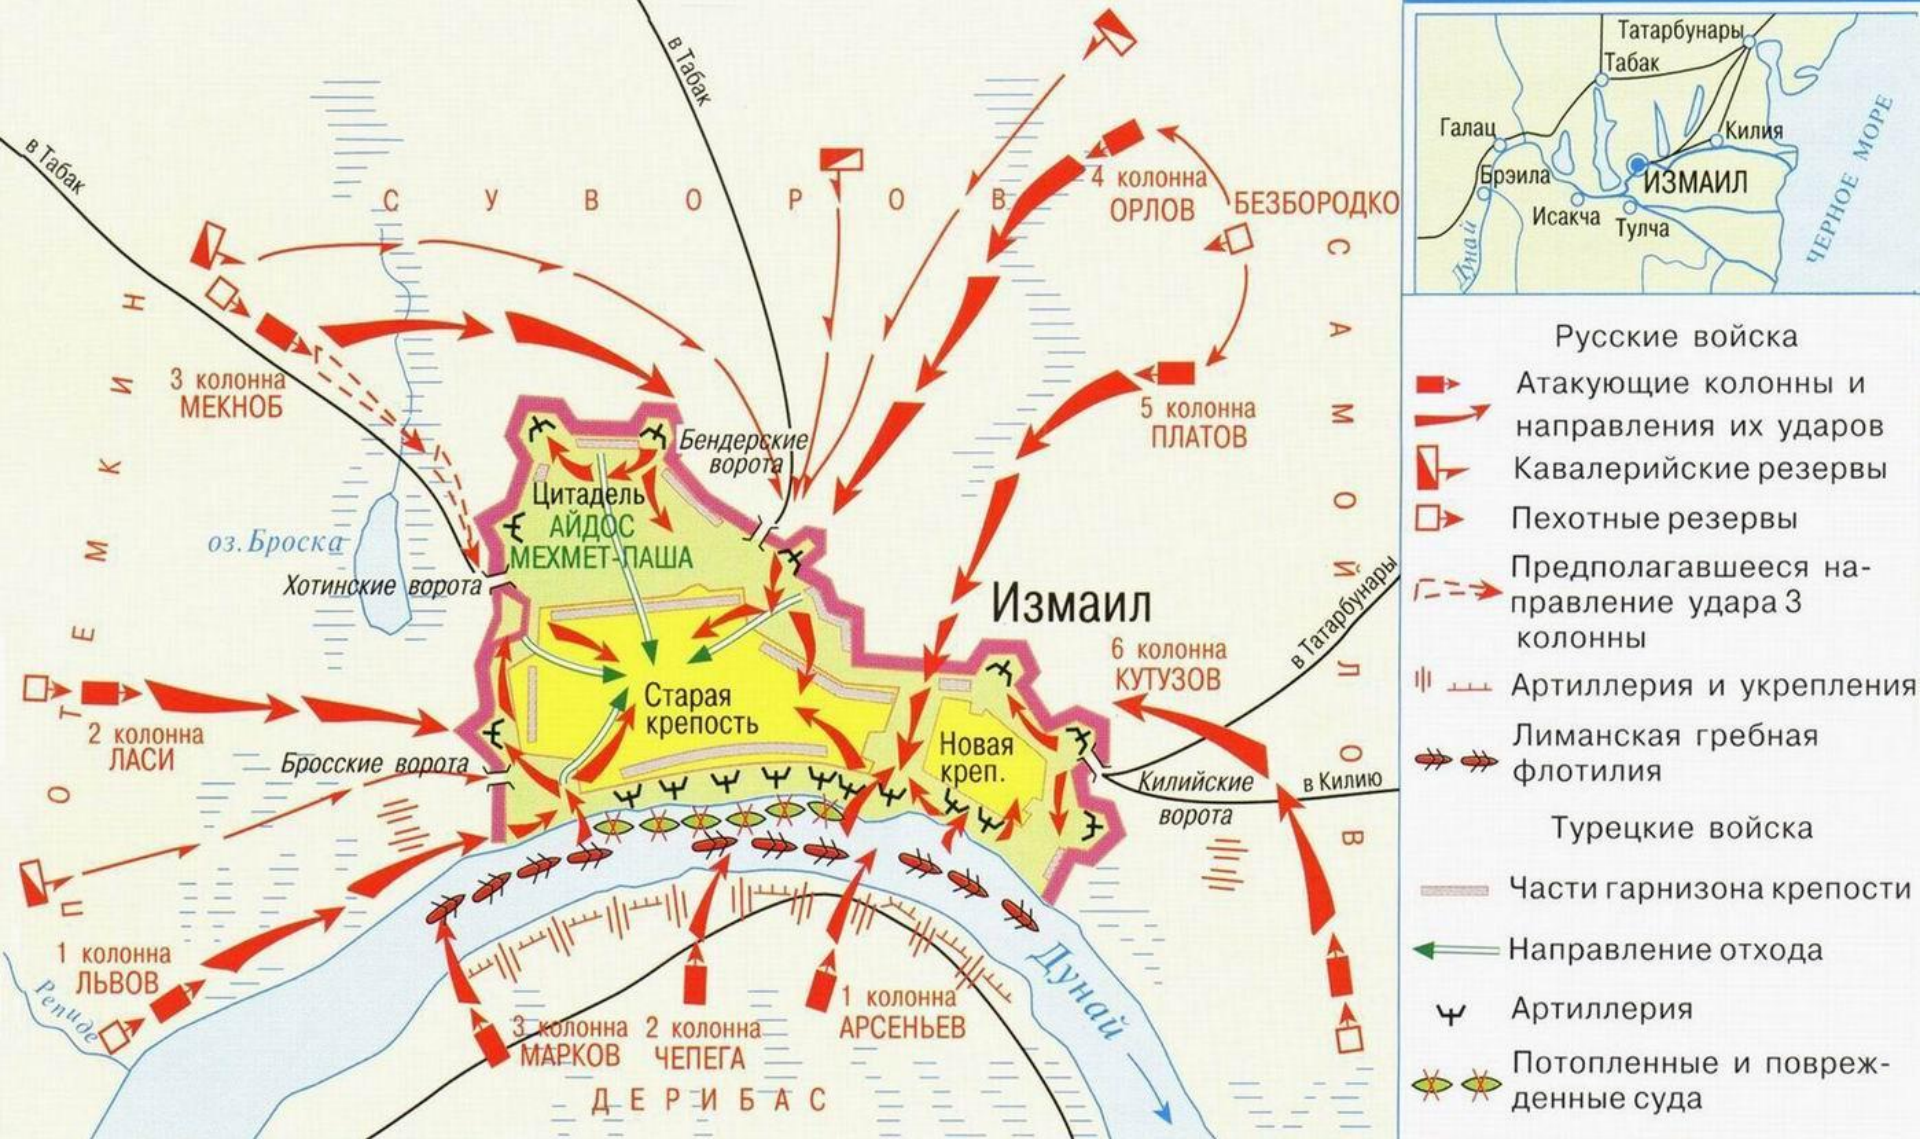 в Табак
в Табак
СУВОРОВ
4 колонна
ОРЛОВ
БЕЗБОРОДКО
САМОЙЛОВ
ПОТЕМКИН
3 колонна
МЕКНОБ
5 колонна
ПЛАТОВ
Бендерские
ворота
Цитадель
АЙДОС
МЕХМЕТ-ПАША
оз. Броска
Хотинские ворота
Измаил
в Татарбунары
6 колонна
КУТУЗОВ
2 колонна
ЛАСИ
Старая
крепость
Новая
креп.
Бросские ворота
Килийские
ворота
в Килию
1 колонна
ЛЬВОВ
Репиде
Дунай
3 колонна
МАРКОВ
2 колонна
ЧЕПЕГА
1 колонна
АРСЕНЬЕВ
ДЕРИБАС
Татарбунары
Табак
Галац
Килия
Брэила
ИЗМАИЛ
Исакча
Тулча
Дунай
ЧЕРНОЕ МОРЕ
Русские войска
Атакующие колонны и
направления их ударов
Кавалерийские резервы
Пехотные резервы
Предполагавшееся на-
правление удара 3
колонны
Артиллерия и укрепления
Лиманская гребная
флотилия
Турецкие войска
Части гарнизона крепости
Направление отхода
Артиллерия
Потопленные и повреж-
денные суда